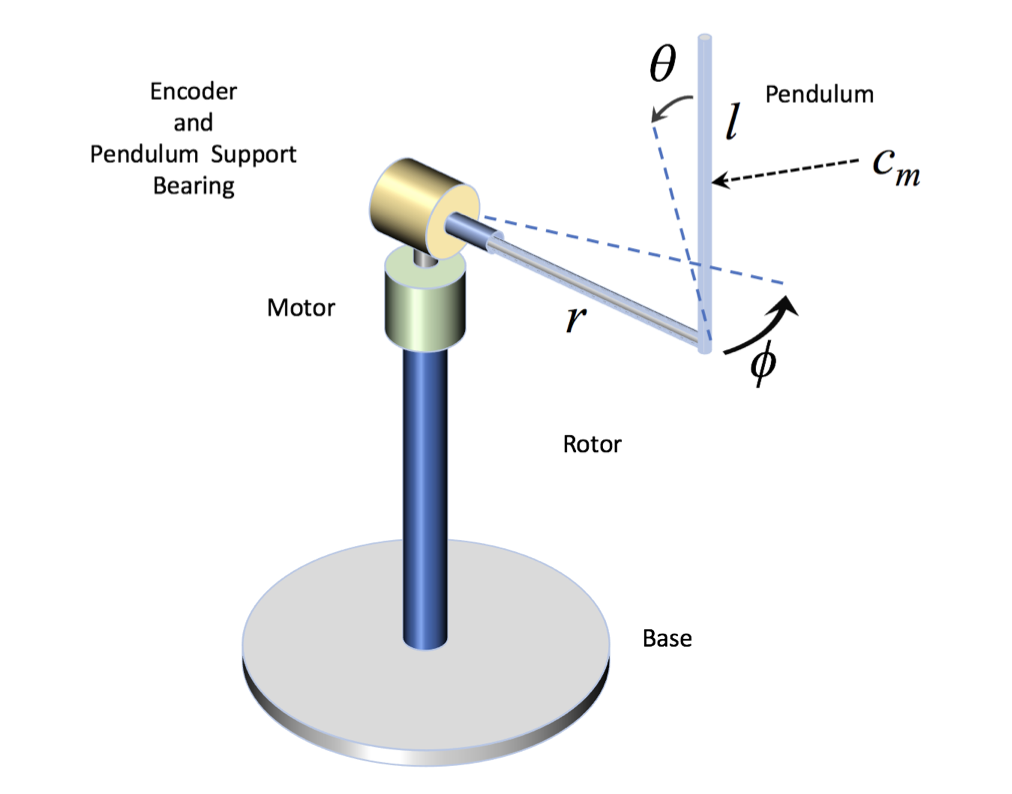 Encoder
and
Pendulum Support
Bearing
θ
Pendulum
l
c_m
Motor
r
ϕ
Rotor
Base